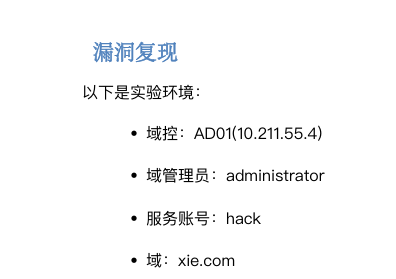 漏洞复现
以下是实验环境：
• 域控：AD01(10.211.55.4)
• 域管理员：administrator
• 服务账号：hack
• 域：xie.com